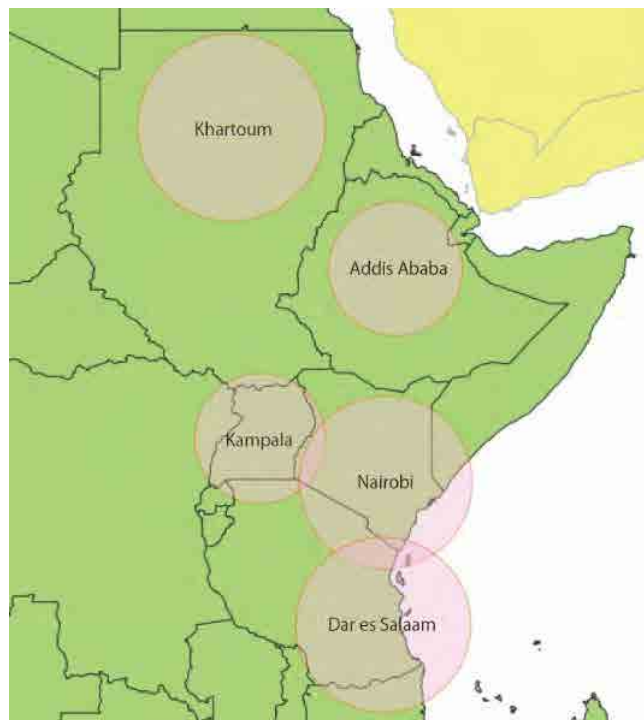 Khartoum
Addis Ababa
Kampala
Nairobi
Dar es Salaam